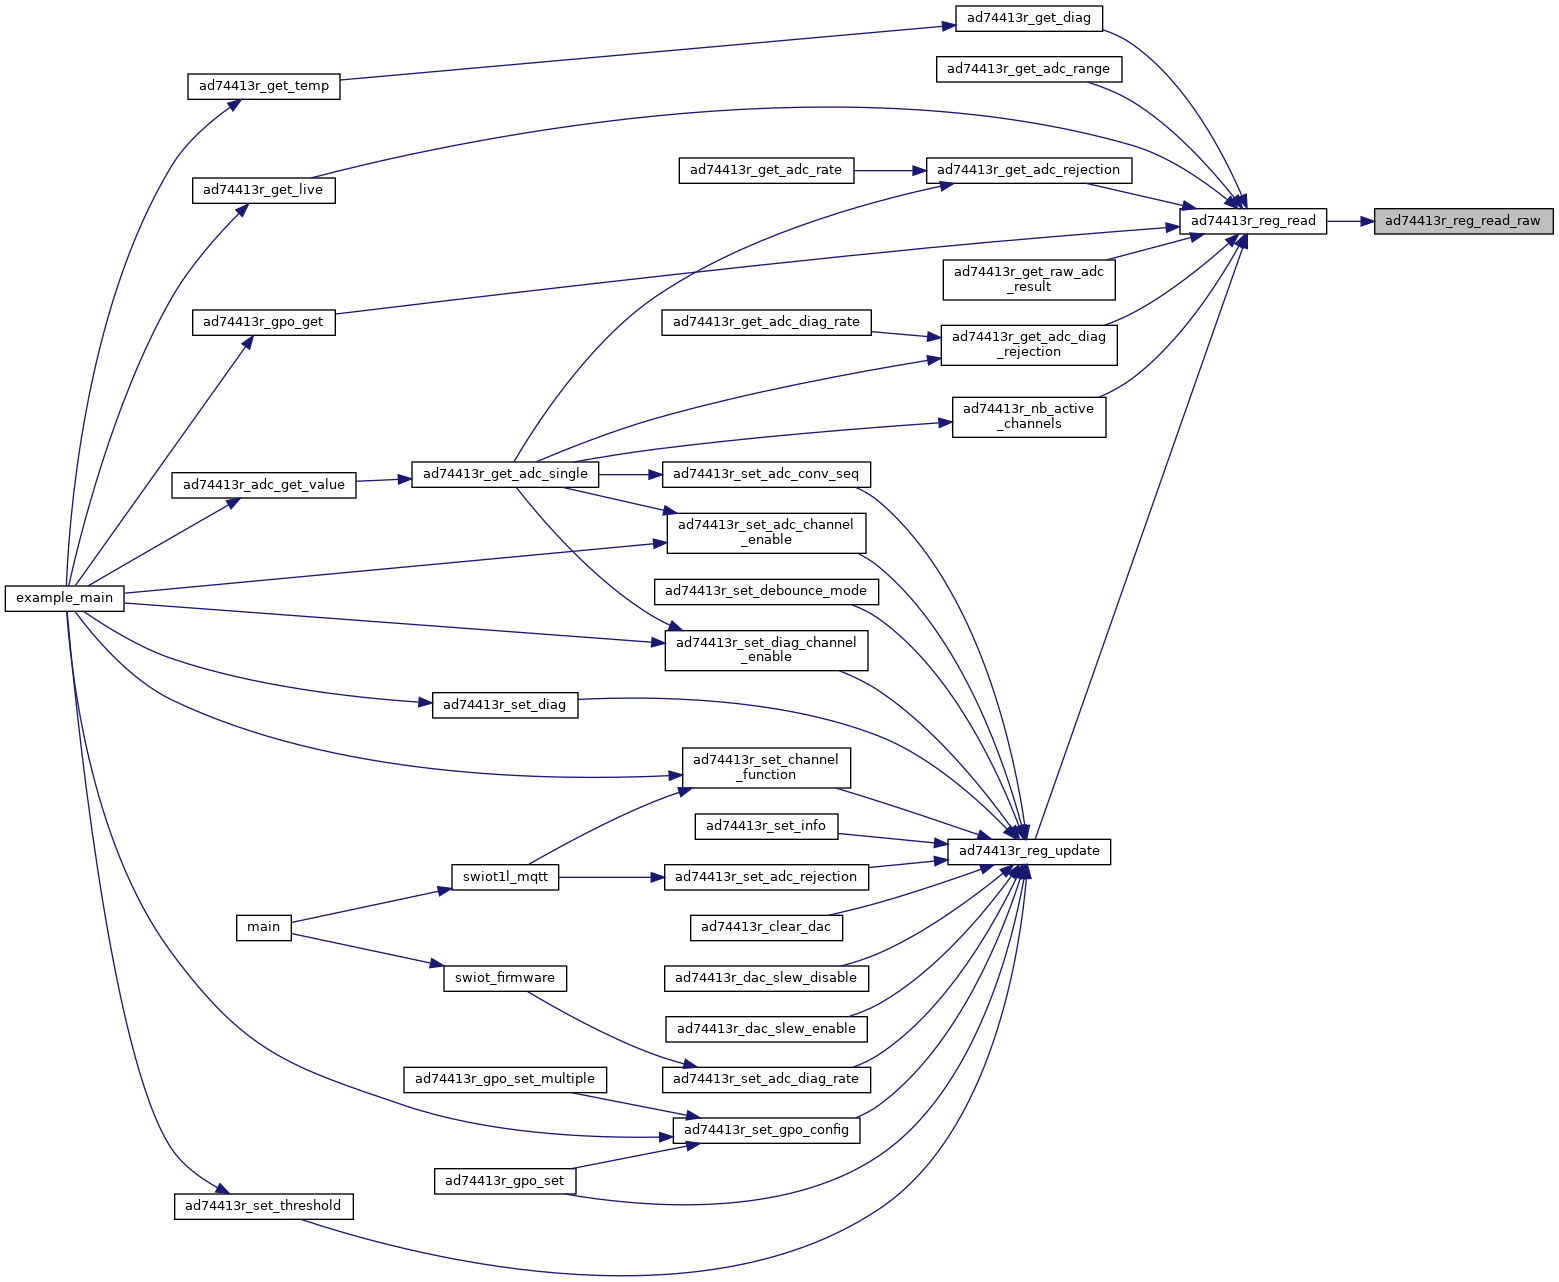 ad74413r_get_diag
ad74413r_get_adc_range
ad74413r_get_temp
ad74413r_get_adc_rate
ad74413r_get_adc_rejection
ad74413r_get_live
ad74413r_reg_read
ad74413r_reg_read_raw
ad74413r_get_raw_adc
_result
ad74413r_gpo_get
ad74413r_get_adc_diag_rate
ad74413r_get_adc_diag
_rejection
ad74413r_nb_active
_channels
ad74413r_adc_get_value
ad74413r_get_adc_single
ad74413r_set_adc_conv_seq
ad74413r_set_adc_channel
_enable
example_main
ad74413r_set_debounce_mode
ad74413r_set_diag_channel
_enable
ad74413r_set_diag
ad74413r_set_channel
_function
ad74413r_set_info
ad74413r_reg_update
swiot1l_mqtt
ad74413r_set_adc_rejection
main
ad74413r_clear_dac
swiot_firmware
ad74413r_dac_slew_disable
ad74413r_dac_slew_enable
ad74413r_gpo_set_multiple
ad74413r_set_adc_diag_rate
ad74413r_set_gpo_config
ad74413r_gpo_set
ad74413r_set_threshold